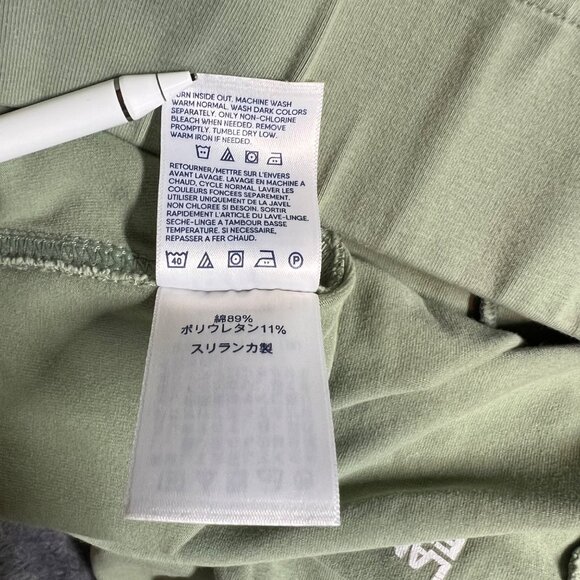 TURN INSIDE OUT. MACHINE WASH
WARM NORMAL. WASH DARK COLORS
SEPARATELY. ONLY NON-CHLORINE
BLEACH WHEN NEEDED. REMOVE
PROMPTLY. TUMBLE DRY LOW.
WARM IRON IF NEEDED.
RETOURNER/METTRE SUR L'ENVERS
AVANT LAVAGE. LAVAGE EN MACHINE A
CHAUD, CYCLE NORMAL. LAVER LES
COULEURS FONCÉES SEPAREMENT.
UTILISER UNIQUEMENT DE LA JAVEL
NON CHLOREE SI BESOIN. SORTIR
RAPIDEMENT L'ARTICLE DU LAVE-LINGE.
SECHE-LINGE A TAMBOUR BASSE
TEMPERATURE. SI NECESSAIRE,
REPASSER A FER CHAUD.
40 P
綿89%
ポリウレタン11%
スリランカ製